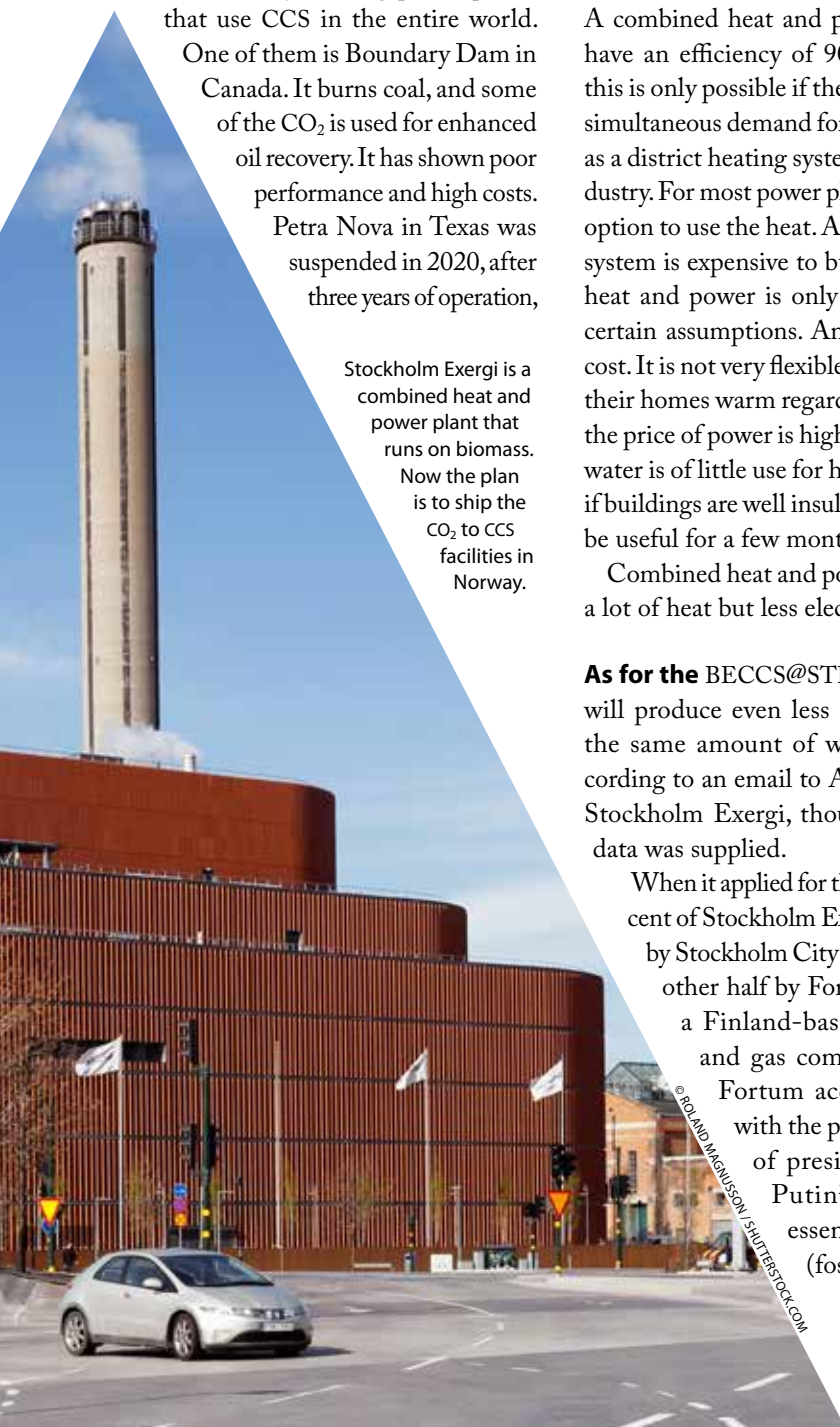 that use CCS in the entire world.
One of them is Boundary Dam in
Canada. It burns coal, and some
of the CO₂ is used for enhanced
oil recovery. It has shown poor
performance and high costs.
Petra Nova in Texas was
suspended in 2020, after
three years of operation,
Stockholm Exergi is a
combined heat and
power plant that
runs on biomass.
Now the plan
is to ship the
CO₂ to CCS
facilities in
Norway.
A combined heat and p
have an efficiency of 90
this is only possible if the
simultaneous demand for
as a district heating syste
dustry. For most power pl
option to use the heat. A
system is expensive to bu
heat and power is only
certain assumptions. An
cost. It is not very flexible
their homes warm regard
the price of power is high
water is of little use for h
if buildings are well insul
be useful for a few mont
Combined heat and po
a lot of heat but less elec
As for the BECCS@STH
will produce even less
the same amount of w
cording to an email to A
Stockholm Exergi, thou
data was supplied.
When it applied for th
cent of Stockholm Ex
by Stockholm City
other half by For
a Finland-bas
and gas com
Fortum acc
with the p
of presi
Putin'
essen
(fos
© ROLAND MAGNUSSON / SHUTTERSTOCK.COM